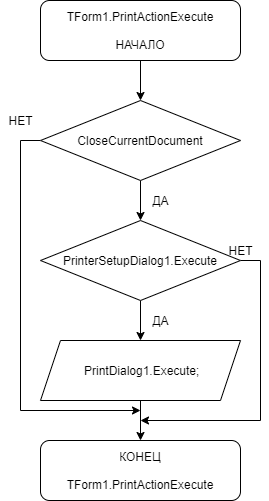 TForm1.PrintActionExecute
НАЧАЛО
НЕТ
CloseCurrentDocument
ДА
НЕТ
PrinterSetupDialog1.Execute
ДА
PrintDialog1.Execute;
КОНЕЦ
TForm1.PrintActionExecute